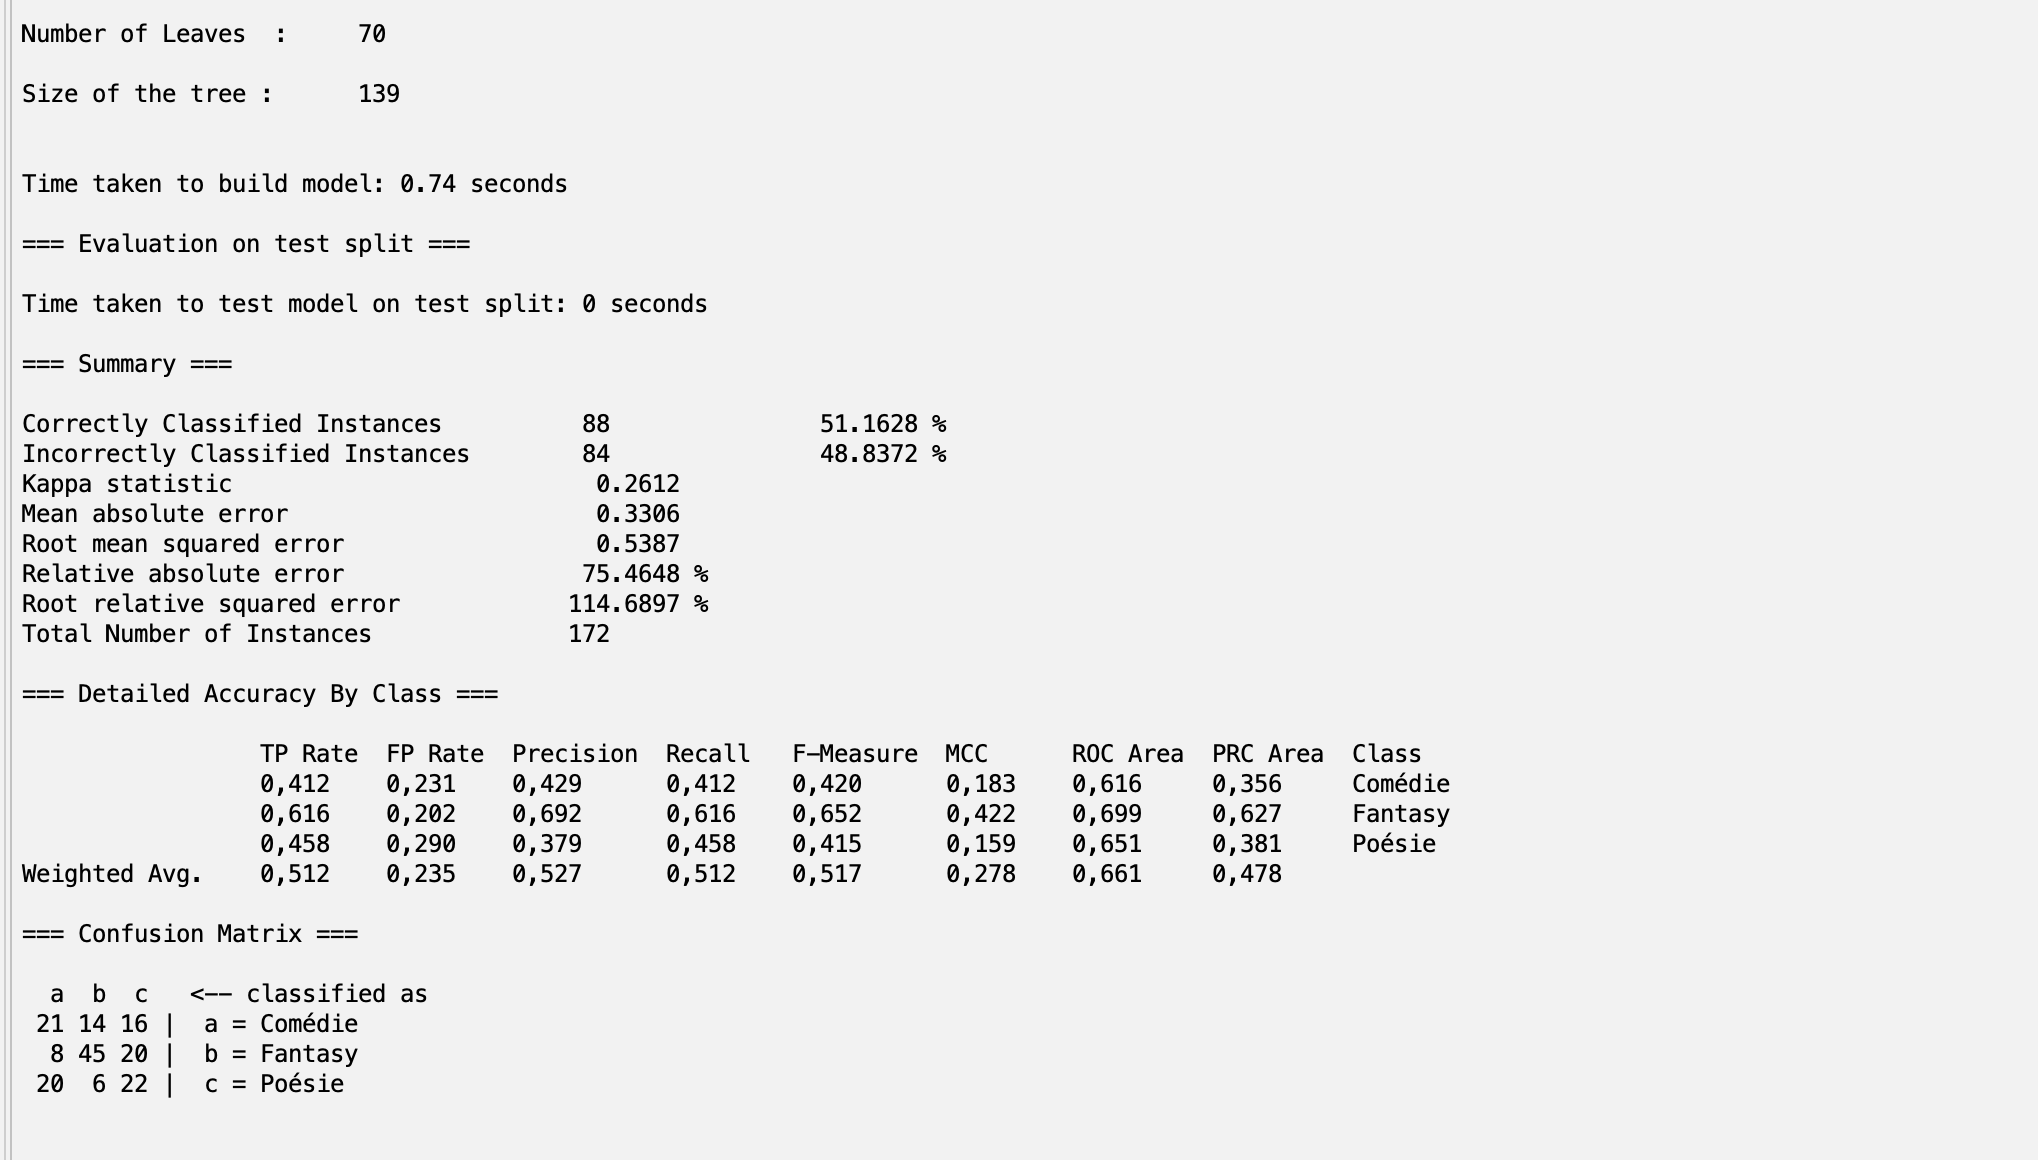 Number of Leaves  :     70
Size of the tree :      139
Time taken to build model: 0.74 seconds
=== Evaluation on test split ===
Time taken to test model on test split: 0 seconds
=== Summary ===
Correctly Classified Instances          88               51.1628 %
Incorrectly Classified Instances        84               48.8372 %
Kappa statistic                          0.2612
Mean absolute error                      0.3306
Root mean squared error                  0.5387
Relative absolute error                 75.4648 %
Root relative squared error            114.6897 %
Total Number of Instances              172
=== Detailed Accuracy By Class ===
                 TP Rate  FP Rate  Precision  Recall   F-Measure  MCC      ROC Area  PRC Area  Class
                 0,412    0,231    0,429      0,412    0,420      0,183    0,616     0,356     Comédie
                 0,616    0,202    0,692      0,616    0,652      0,422    0,699     0,627     Fantasy
                 0,458    0,290    0,379      0,458    0,415      0,159    0,651     0,381     Poésie
Weighted Avg.    0,512    0,235    0,527      0,512    0,517      0,278    0,661     0,478
=== Confusion Matrix ===
  a  b  c   <-- classified as
 21 14 16 |  a = Comédie
  8 45 20 |  b = Fantasy
 20  6 22 |  c = Poésie